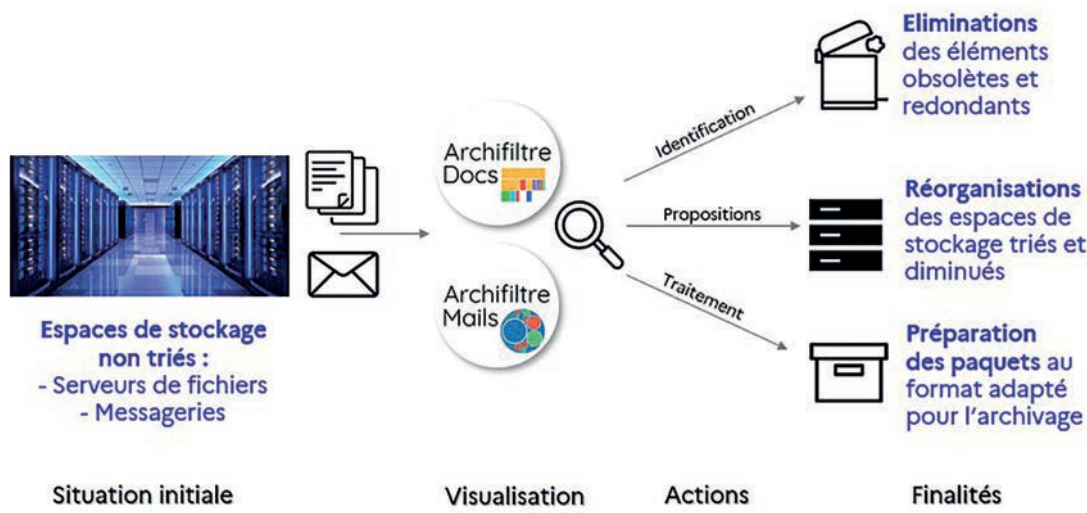 Espaces de stockage
non triés :
- Serveurs de fichiers
- Messageries
Archifiltre
Docs
Archifiltre
Mails
Identification
Propositions
Traitement
Eliminations
des éléments
obsolètes et
redondants
Réorganisations
des espaces de
stockage triés et
diminués
Préparation
des paquets au
format adapté
pour l'archivage
Situation initiale
Visualisation
Actions
Finalités